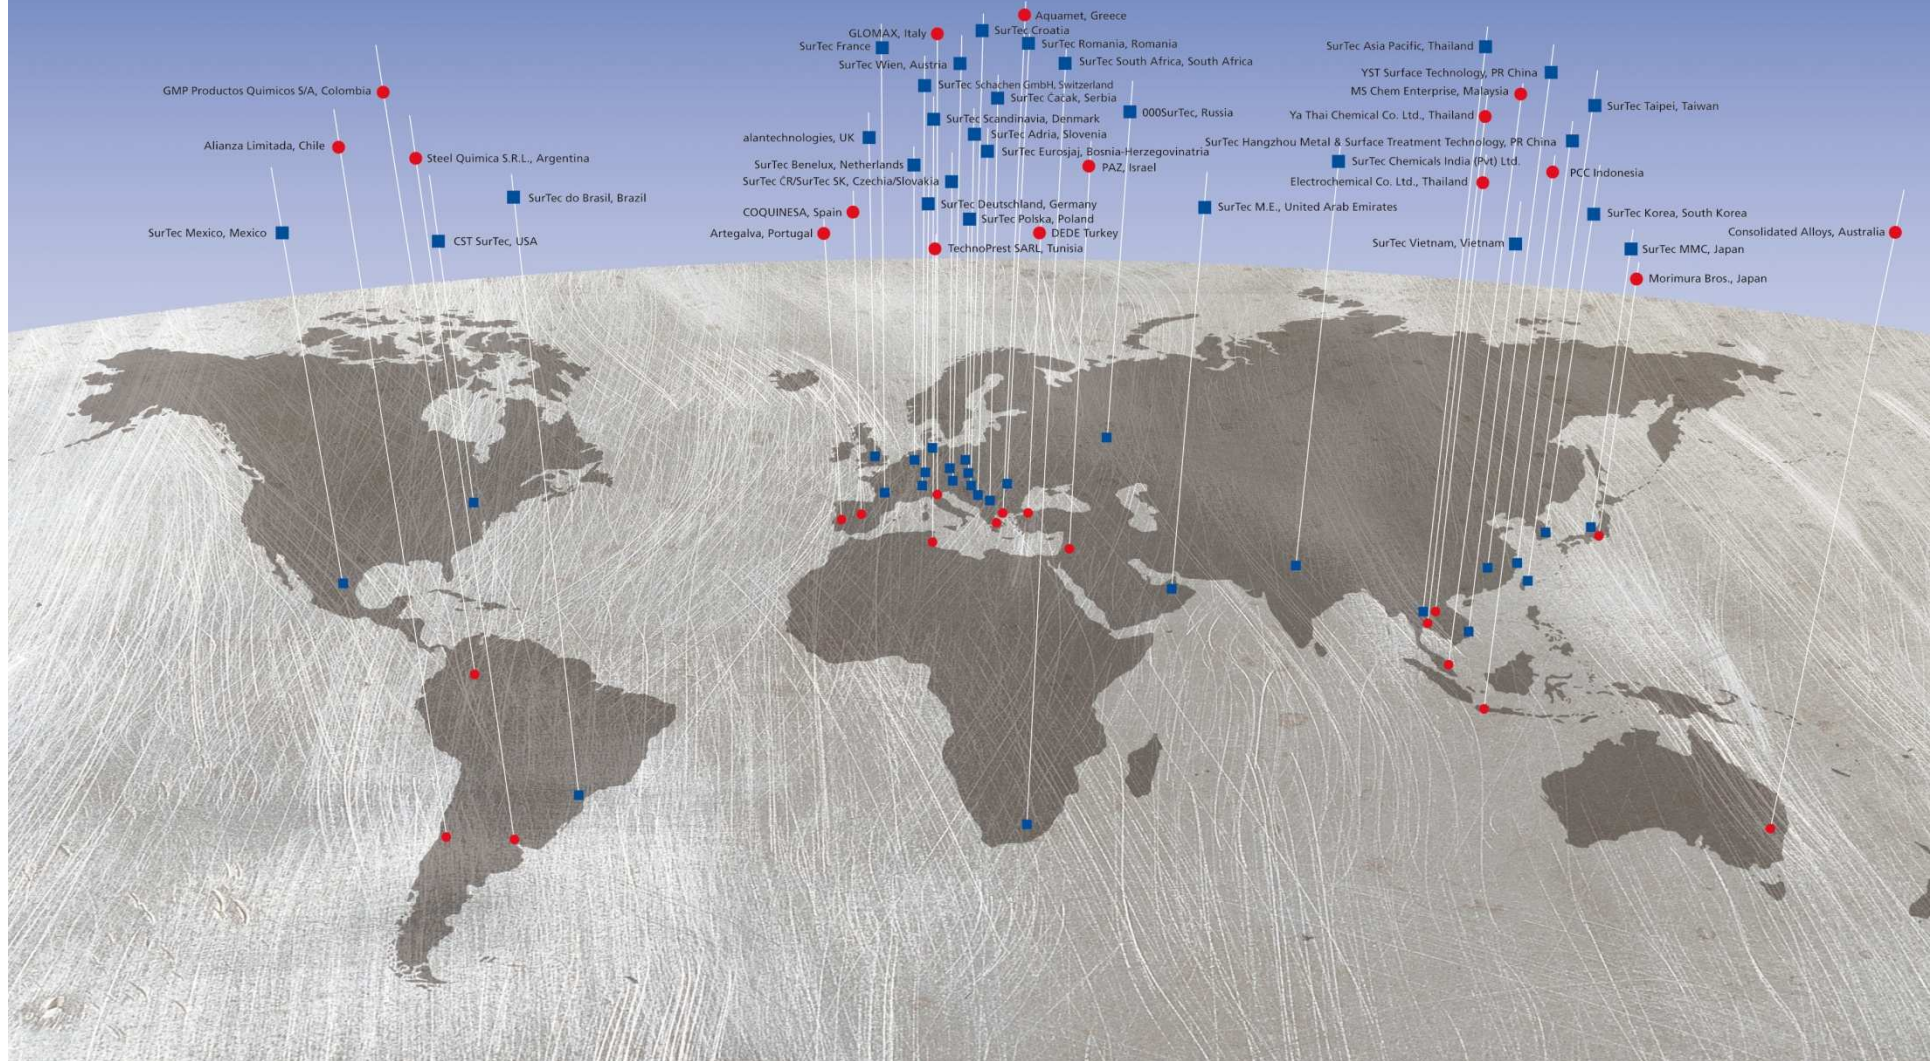 Aquamet, Greece
GLOMAX, Italy
SurTec Croatia
SurTec France
SurTec Romania, Romania
SurTec Asia Pacific, Thailand
SurTec Wien, Austria
SurTec South Africa, South Africa
YST Surface Technology, PR China
SurTec Schachen GmbH, Switzerland
GMP Productos Quimicos S/A, Colombia
MS Chem Enterprise, Malaysia
SurTec Čačak, Serbia
SurTec Taipei, Taiwan
000SurTec, Russia
SurTec Scandinavia, Denmark
Ya Thai Chemical Co. Ltd., Thailand
alantechnologies, UK
SurTec Adria, Slovenia
SurTec Hangzhou Metal & Surface Treatment Technology, PR China
Alianza Limitada, Chile
SurTec Eurosjaj, Bosnia-Herzegovinatria
Steel Quimica S.R.L., Argentina
SurTec Benelux, Netherlands
PAZ, Israel
SurTec Chemicals India (Pvt) Ltd.
PCC Indonesia
SurTec ČR/SurTec SK, Czechia/Slovakia
Electrochemical Co. Ltd., Thailand
SurTec do Brasil, Brazil
SurTec Deutschland, Germany
SurTec M.E., United Arab Emirates
COQUINESA, Spain
SurTec Polska, Poland
SurTec Korea, South Korea
SurTec Mexico, Mexico
Artegalva, Portugal
DEDE Turkey
Consolidated Alloys, Australia
CST SurTec, USA
SurTec Vietnam, Vietnam
TechnoPrest SARL, Tunisia
SurTec MMC, Japan
Morimura Bros., Japan